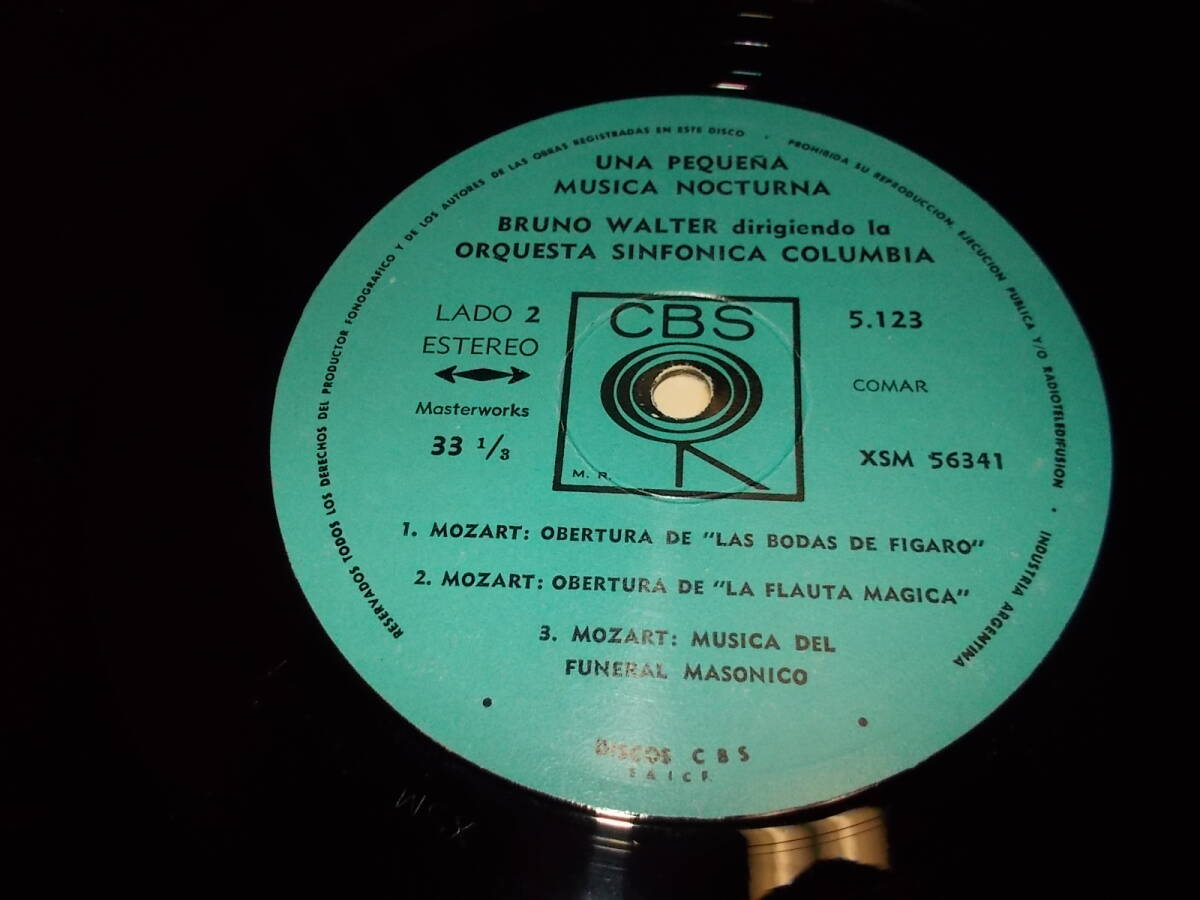 RESERVADOS TODOS LOS DERECHOS DEL PRODUCTOR FONOGRAFICO Y DE LOS AUTORES DE LAS OBRAS REGISTRADAS EN ESTE DISCO · PROHIBIDA SU REPRODUCCION, EJECUCION PUBLICA Y/O RADIOTELEDIFUSION · INDUSTRIA ARGENTINA
UNA PEQUEÑA
MUSICA NOCTURNA
BRUNO WALTER dirigiendo la
ORQUESTA SINFONICA COLUMBIA
LADO 2
ESTEREO
Masterworks
33 1/3
CBS
M. R.
5.123
COMAR
XSM 56341
1. MOZART: OBERTURA DE "LAS BODAS DE FIGARO"
2. MOZART: OBERTURA DE "LA FLAUTA MAGICA"
3. MOZART: MUSICA DEL
FUNERAL MASONICO
DISCOS CBS
XSM